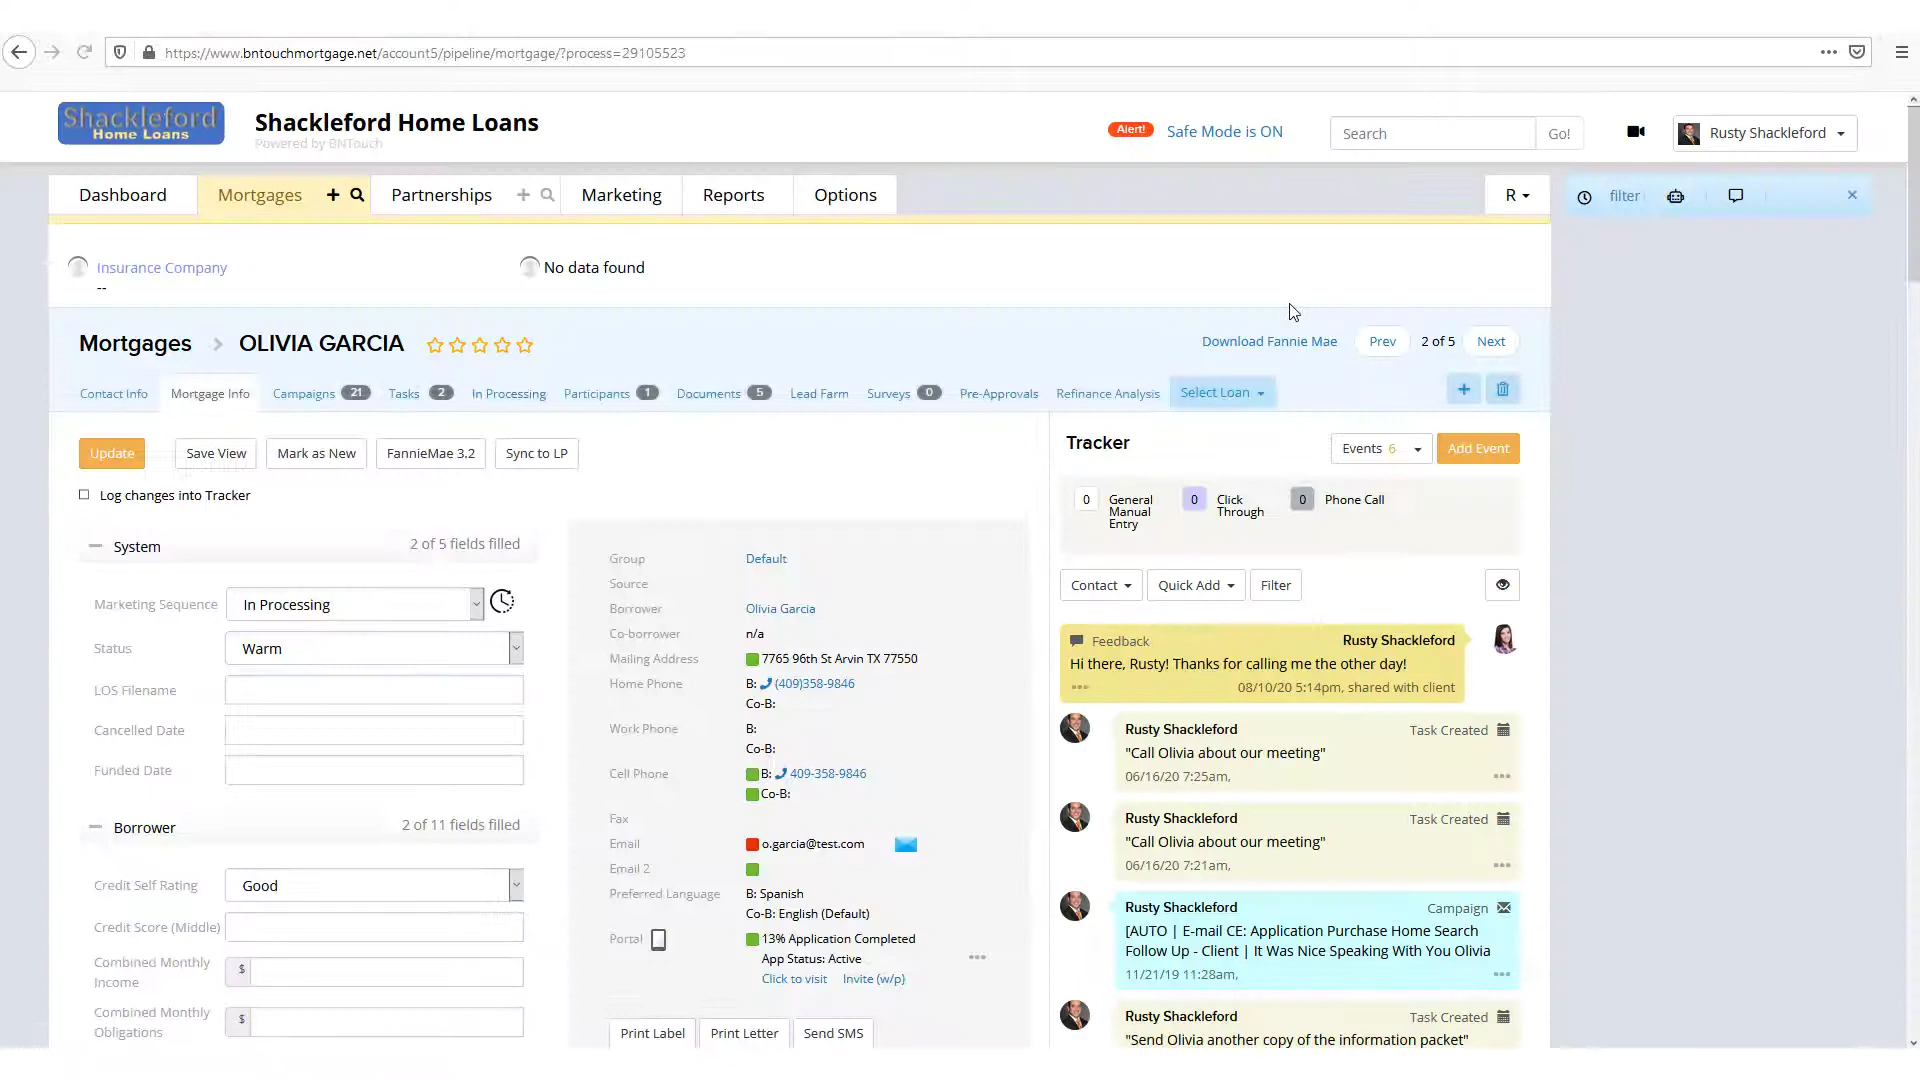 https://www.bntouchmortgage.net/account5/pipeline/mortgage/?process=29105523
Shackleford
Home Loans
Shackleford Home Loans
Powered by BNTouch
Alert!
Safe Mode is ON
Search
Go!
Rusty Shackleford
Dashboard
Mortgages
Partnerships
Marketing
Reports
Options
R
filter
Insurance Company
--
No data found
Mortgages
OLIVIA GARCIA
Download Fannie Mae
Prev
2 of 5
Next
Contact Info
Mortgage Info
Campaigns 21
Tasks 2
In Processing
Participants 1
Documents 5
Lead Farm
Surveys 0
Pre-Approvals
Refinance Analysis
Select Loan
Update
Save View
Mark as New
FannieMae 3.2
Sync to LP
Log changes into Tracker
System
2 of 5 fields filled
Marketing Sequence
In Processing
Status
Warm
LOS Filename
Cancelled Date
Funded Date
Borrower
2 of 11 fields filled
Credit Self Rating
Good
Credit Score (Middle)
Combined Monthly
Income
$
Combined Monthly
Obligations
$
Group
Default
Source
Borrower
Olivia Garcia
Co-borrower
n/a
Mailing Address
7765 96th St Arvin TX 77550
Home Phone
B: (409)358-9846
Co-B:
Work Phone
B:
Co-B:
Cell Phone
B: 409-358-9846
Co-B:
Fax
Email
o.garcia@test.com
Email 2
Preferred Language
B: Spanish
Co-B: English (Default)
Portal
13% Application Completed
App Status: Active
Click to visit
Invite (w/p)
Print Label
Print Letter
Send SMS
Tracker
Events 6
Add Event
0
General
Manual
Entry
0
Click
Through
0
Phone Call
Contact
Quick Add
Filter
Feedback
Rusty Shackleford
Hi there, Rusty! Thanks for calling me the other day!
08/10/20 5:14pm, shared with client
Rusty Shackleford
Task Created
"Call Olivia about our meeting"
06/16/20 7:25am,
Rusty Shackleford
Task Created
"Call Olivia about our meeting"
06/16/20 7:21am,
Rusty Shackleford
Campaign
[AUTO | E-mail CE: Application Purchase Home Search
Follow Up - Client | It Was Nice Speaking With You Olivia
11/21/19 11:28am,
Rusty Shackleford
Task Created
"Send Olivia another copy of the information packet"